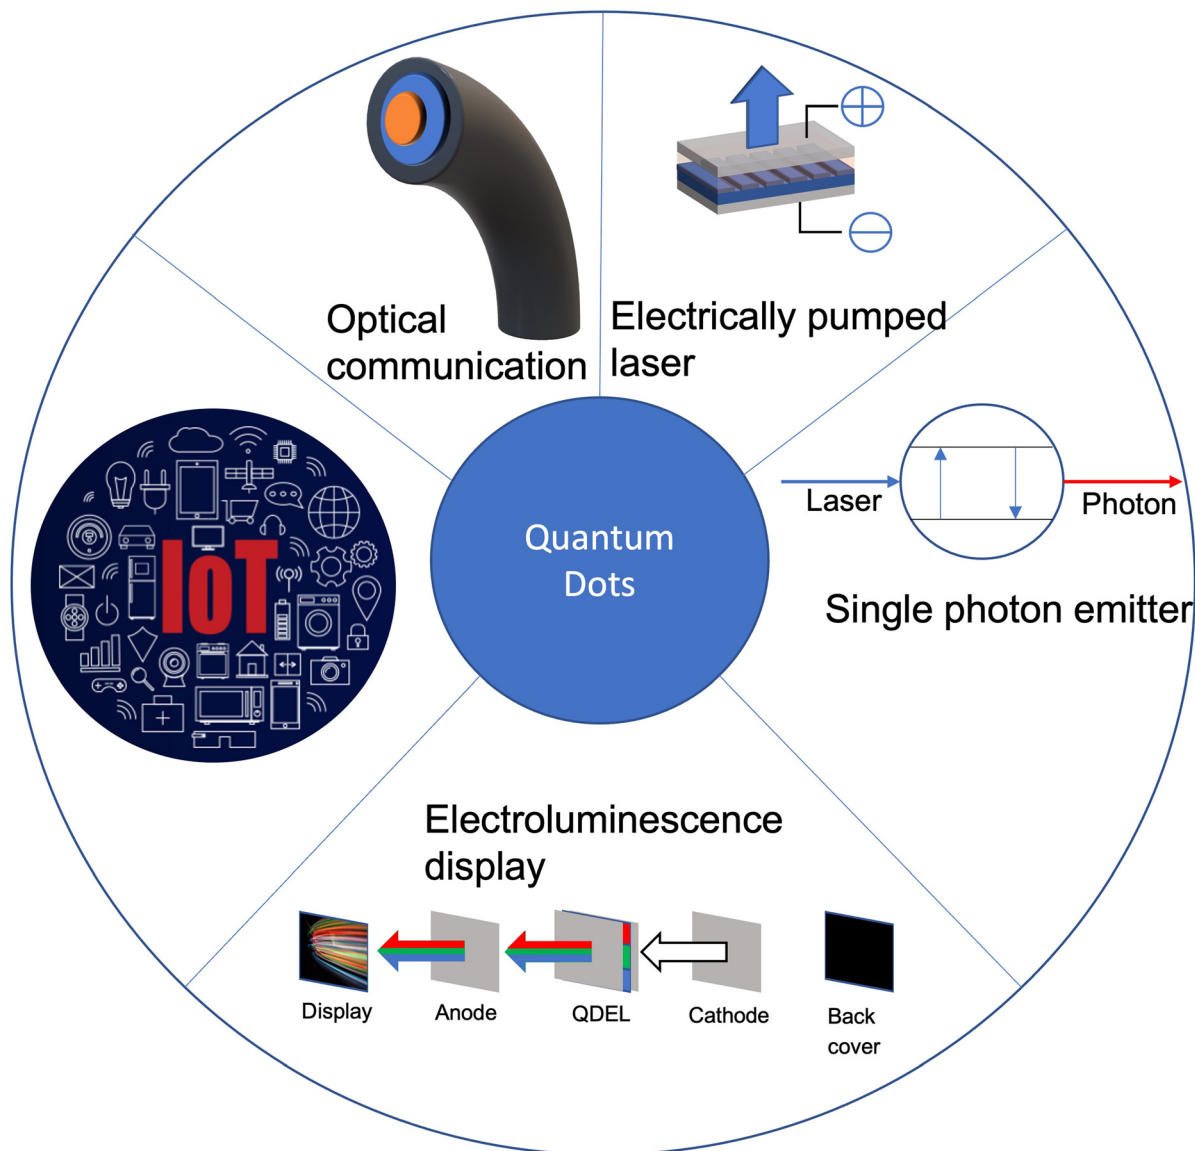 Optical
communication
Electrically pumped
laser
IoT
Quantum
Dots
Laser
Photon
Single photon emitter
Electroluminescence
display
Display
Anode
QDEL
Cathode
Back
cover